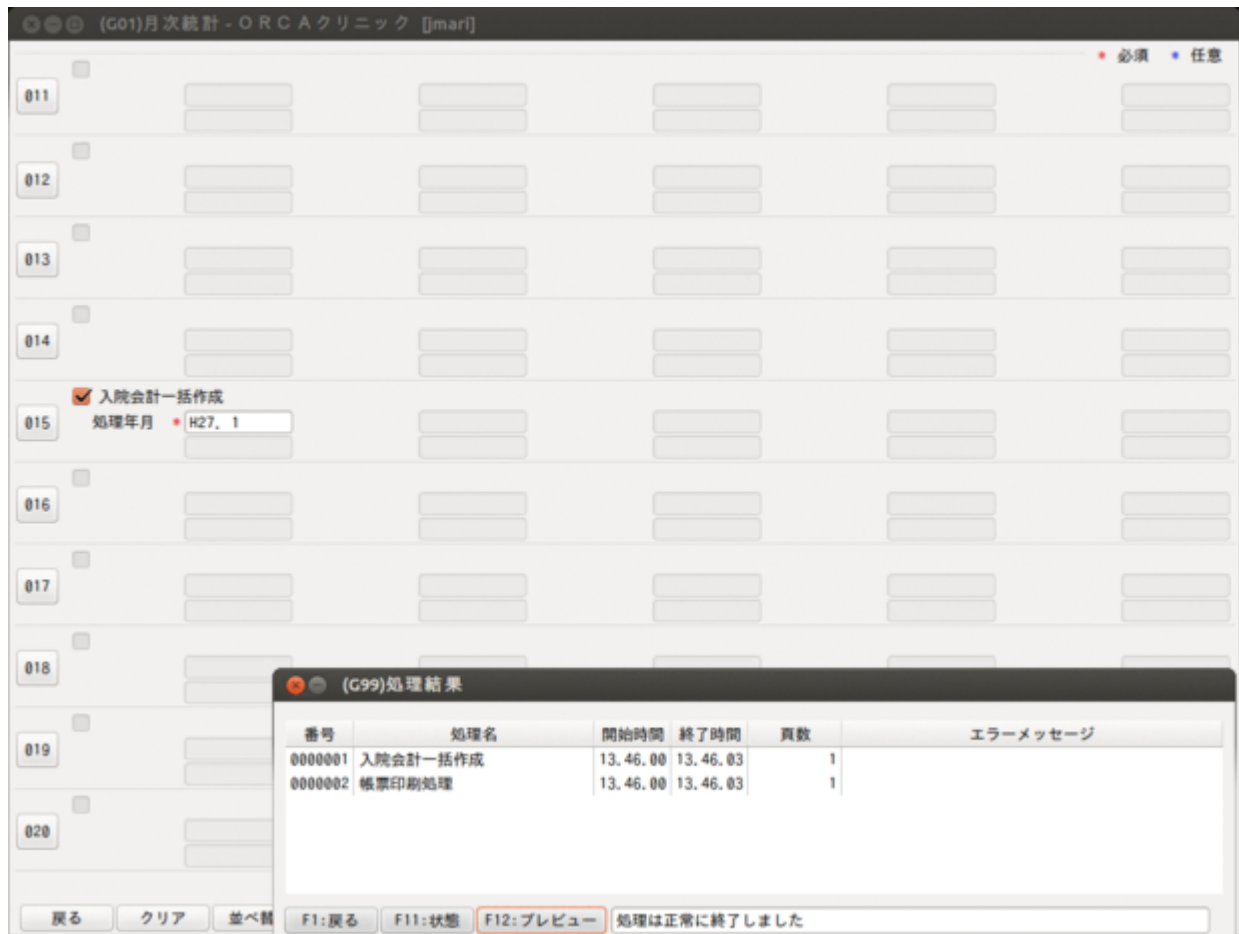 (G01)月次統計 - ＯＲＣＡクリニック [jmari]
* 必須 * 任意
011
012
013
014
入院会計一括作成
015 処理年月 * H27. 1
016
017
018
(G99)処理結果
番号 処理名 開始時間 終了時間 頁数 エラーメッセージ
019
0000001 入院会計一括作成 13.46.00 13.46.03 1
0000002 帳票印刷処理 13.46.00 13.46.03 1
020
戻る クリア 並べ替 F1:戻る F11:状態 F12:プレビュー 処理は正常に終了しました